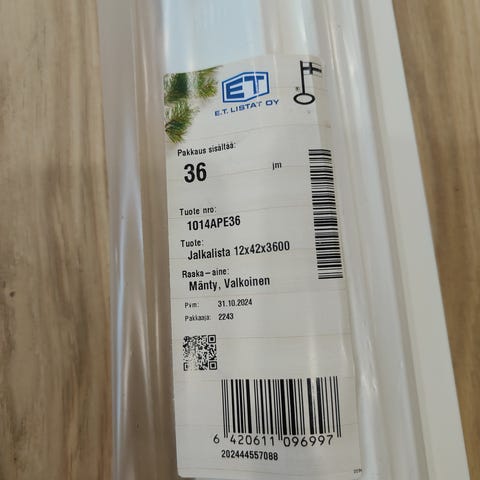 ET
E.T. LISTAT OY
Pakkaus sisältää:
36 jm
Tuote nro:
1014APE36
Tuote:
Jalkalista 12x42x3600
Raaka-aine:
Mänty, Valkoinen
Pvm: 31.10.2024
Pakkaaja: 2243
6 420611 096997
202444557088